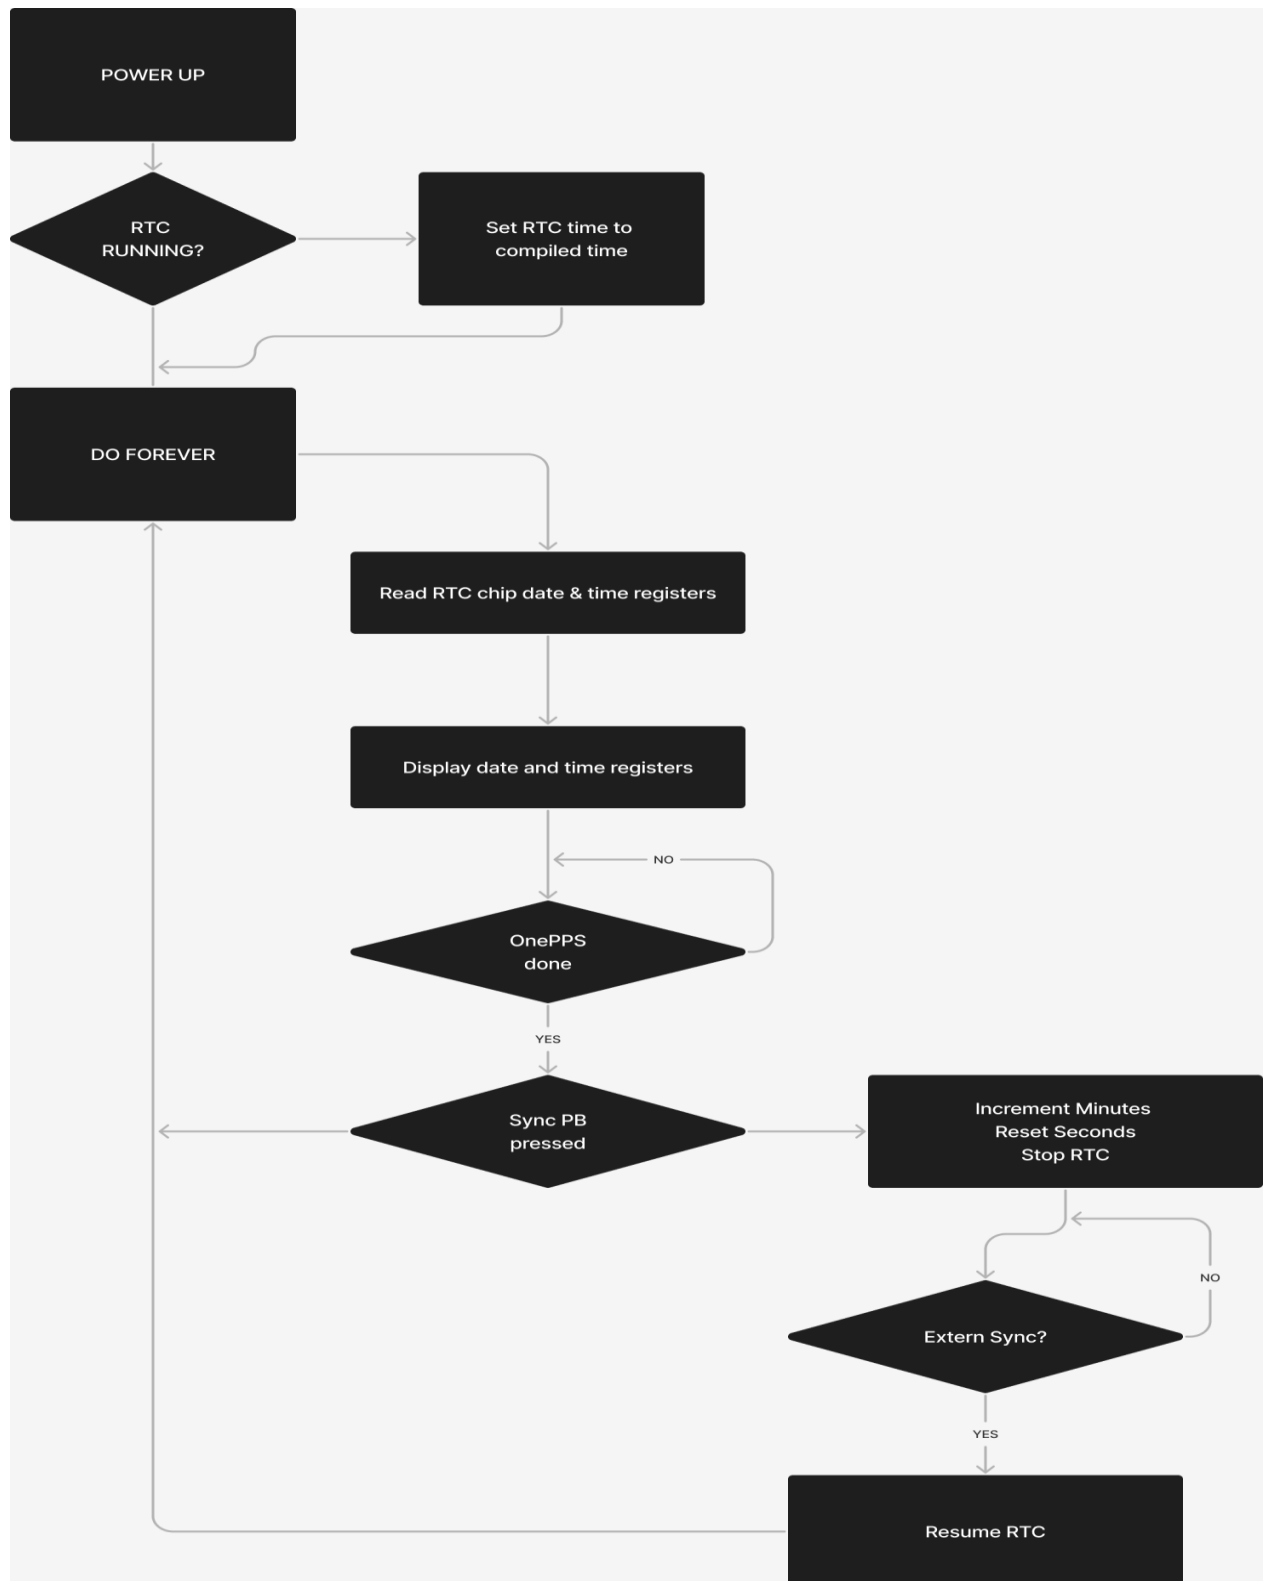 POWER UP
RTC
RUNNING?
Set RTC time to
compiled time
DO FOREVER
Read RTC chip date & time registers
Display date and time registers
NO
OnePPS
done
YES
Sync PB
pressed
Increment Minutes
Reset Seconds
Stop RTC
NO
Extern Sync?
YES
Resume RTC